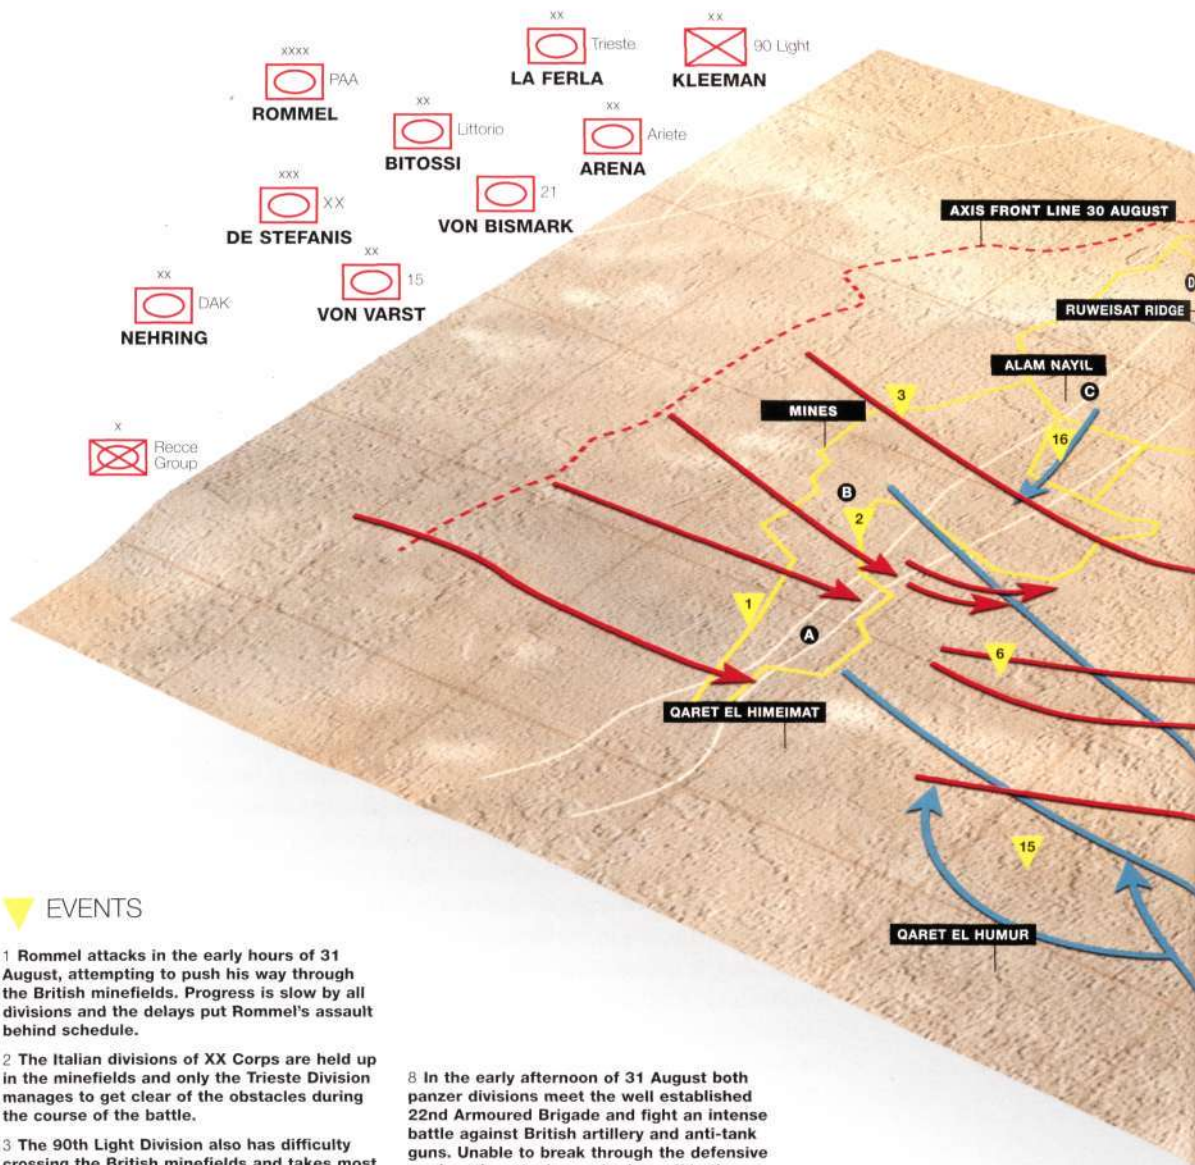 xx
Trieste
LA FERLA
xx
90 Light
KLEEMAN
xxxx
PAA
ROMMEL
xx
Littorio
BITOSSI
xx
Ariete
ARENA
xxx
XX
DE STEFANIS
21
VON BISMARK
xx
15
VON VARST
xx
DAK
NEHRING
x
Recce
Group
AXIS FRONT LINE 30 AUGUST
D
RUWEISAT RIDGE
ALAM NAYIL
C
MINES
3
16
B
2
1
A
6
QARET EL HIMEIMAT
15
QARET EL HUMUR
EVENTS
1 Rommel attacks in the early hours of 31
August, attempting to push his way through
the British minefields. Progress is slow by all
divisions and the delays put Rommel's assault
behind schedule.
2 The Italian divisions of XX Corps are held up
in the minefields and only the Trieste Division
manages to get clear of the obstacles during
the course of the battle.
3 The 90th Light Division also has difficulty
crossing the British minefields and takes most
8 In the early afternoon of 31 August both
panzer divisions meet the well established
22nd Armoured Brigade and fight an intense
battle against British artillery and anti-tank
guns. Unable to break through the defensive